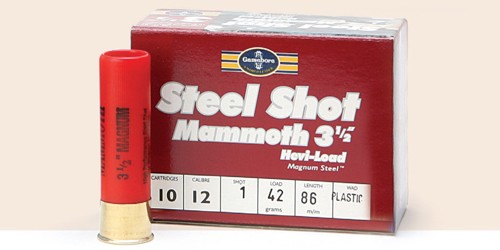 Gamebore
Steel Shot
Mammoth 3½"
Hevi-Load
Magnum Steel™
CARTRIDGES CALIBRE SHOT LOAD LENGTH WAD
10 12 1 42 86 PLASTIC
grams m/m
3½" MAGNUM